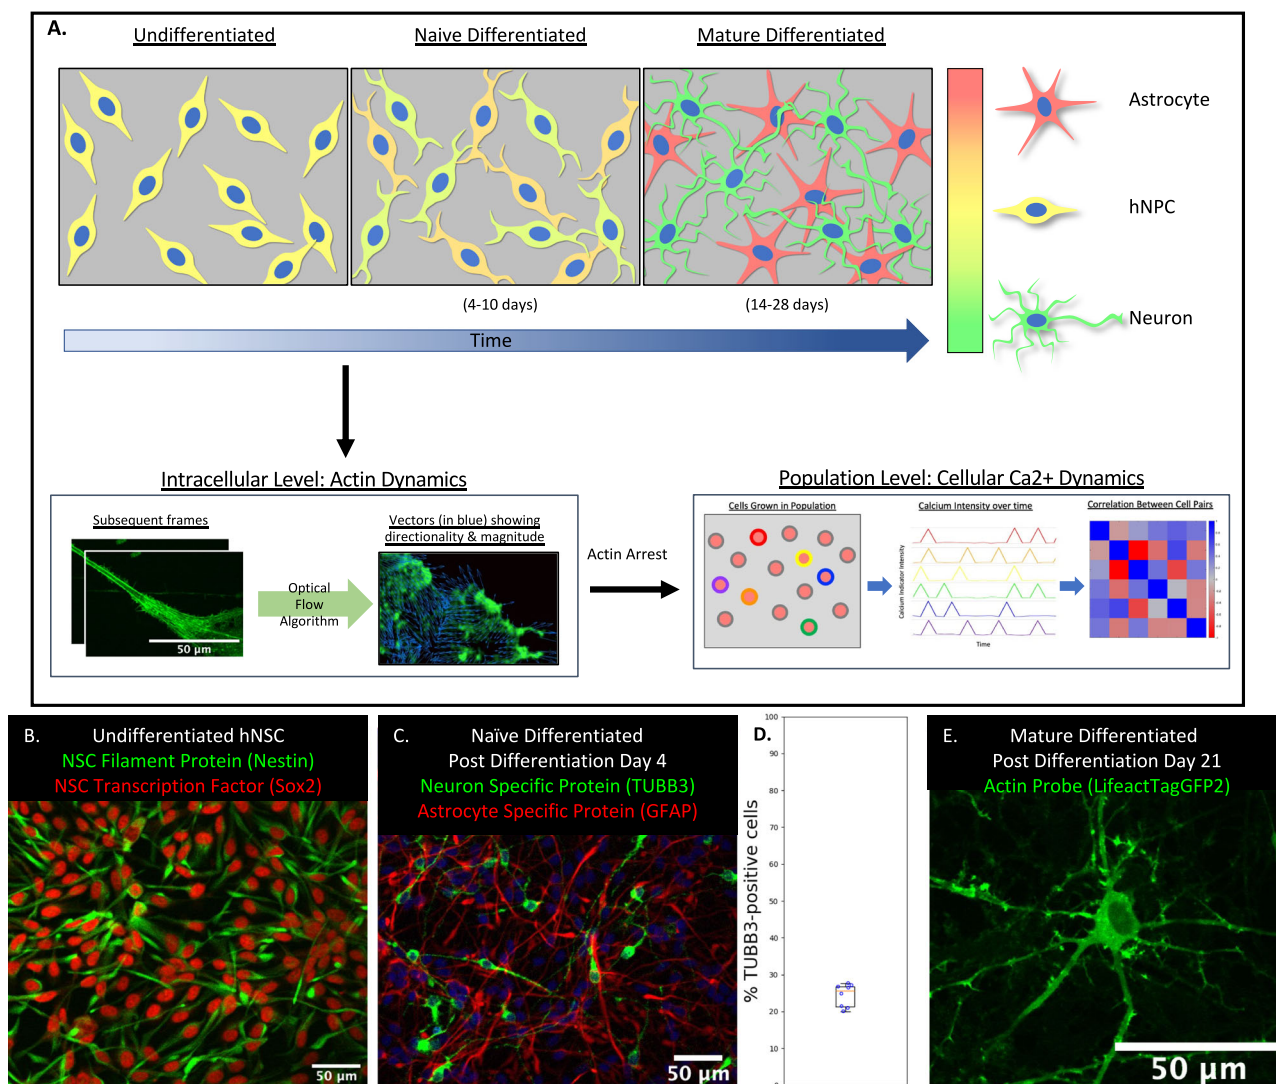 A.
Undifferentiated
Naive Differentiated
Mature Differentiated
Astrocyte
hNPC
Neuron
(4-10 days)
(14-28 days)
Time
Intracellular Level: Actin Dynamics
Subsequent frames
Vectors (in blue) showing
directionality & magnitude
Optical
Flow
Algorithm
50 µm
Actin Arrest
Population Level: Cellular Ca2+ Dynamics
Cells Grown in Population
Calcium Intensity over time
Correlation Between Cell Pairs
Calcium Indicator Intensity
Time
B.
Undifferentiated hNSC
NSC Filament Protein (Nestin)
NSC Transcription Factor (Sox2)
50 µm
C.
Naïve Differentiated
Post Differentiation Day 4
Neuron Specific Protein (TUBB3)
Astrocyte Specific Protein (GFAP)
50 µm
D.
% TUBB3-positive cells
100
90
80
70
60
50
40
30
20
10
E.
Mature Differentiated
Post Differentiation Day 21
Actin Probe (LifeactTagGFP2)
50 µm